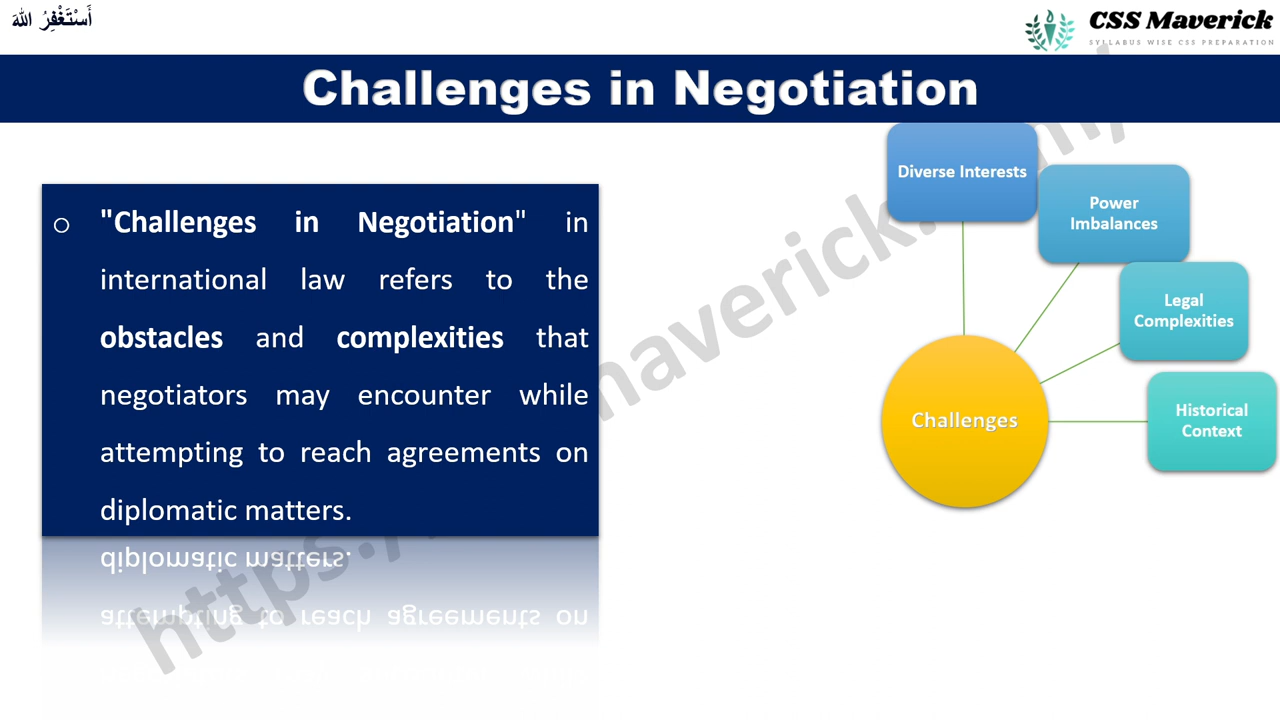 أَسْتَغْفِرُ اللهَ
CSS Maverick
SYLLABUS WISE CSS PREPARATION
Challenges in Negotiation
o "Challenges in Negotiation" in
international law refers to the
obstacles and complexities that
negotiators may encounter while
attempting to reach agreements on
diplomatic matters.
Diverse Interests
Power
Imbalances
Legal
Complexities
Historical
Context
Challenges